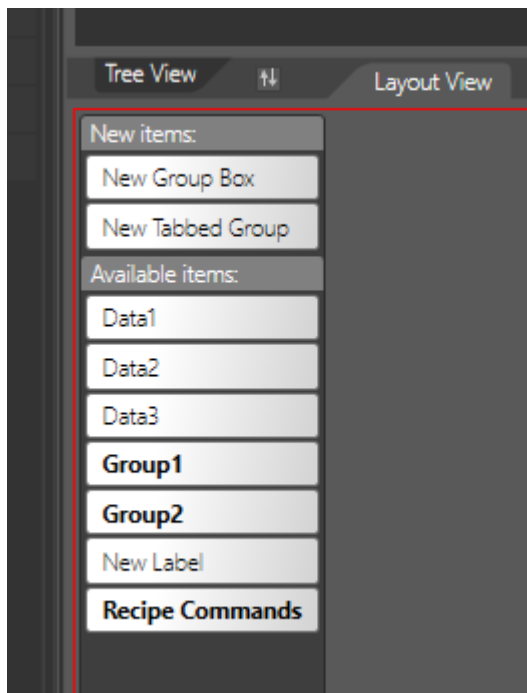 Tree View
Layout View
New items:
New Group Box
New Tabbed Group
Available items:
Data1
Data2
Data3
Group1
Group2
New Label
Recipe Commands